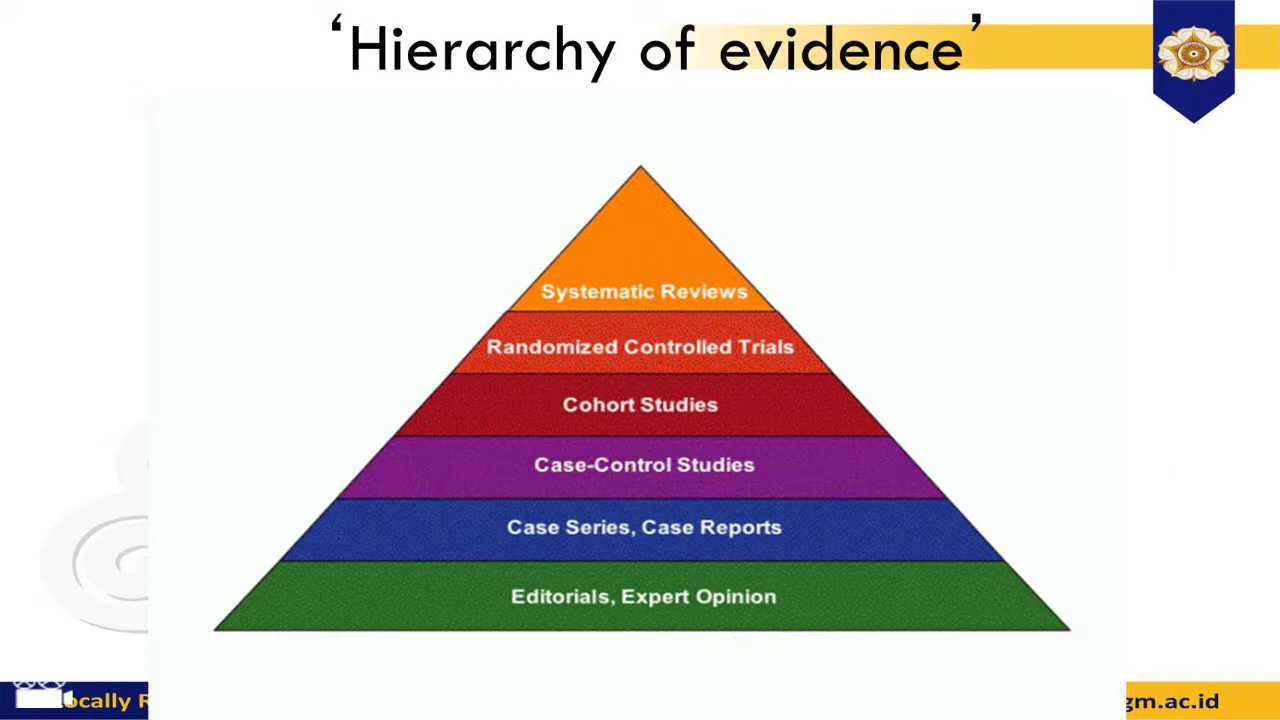 ‘Hierarchy of evidence’
Systematic Reviews
Randomized Controlled Trials
Cohort Studies
Case-Control Studies
Case Series, Case Reports
Editorials, Expert Opinion
ocally R
gm.ac.id